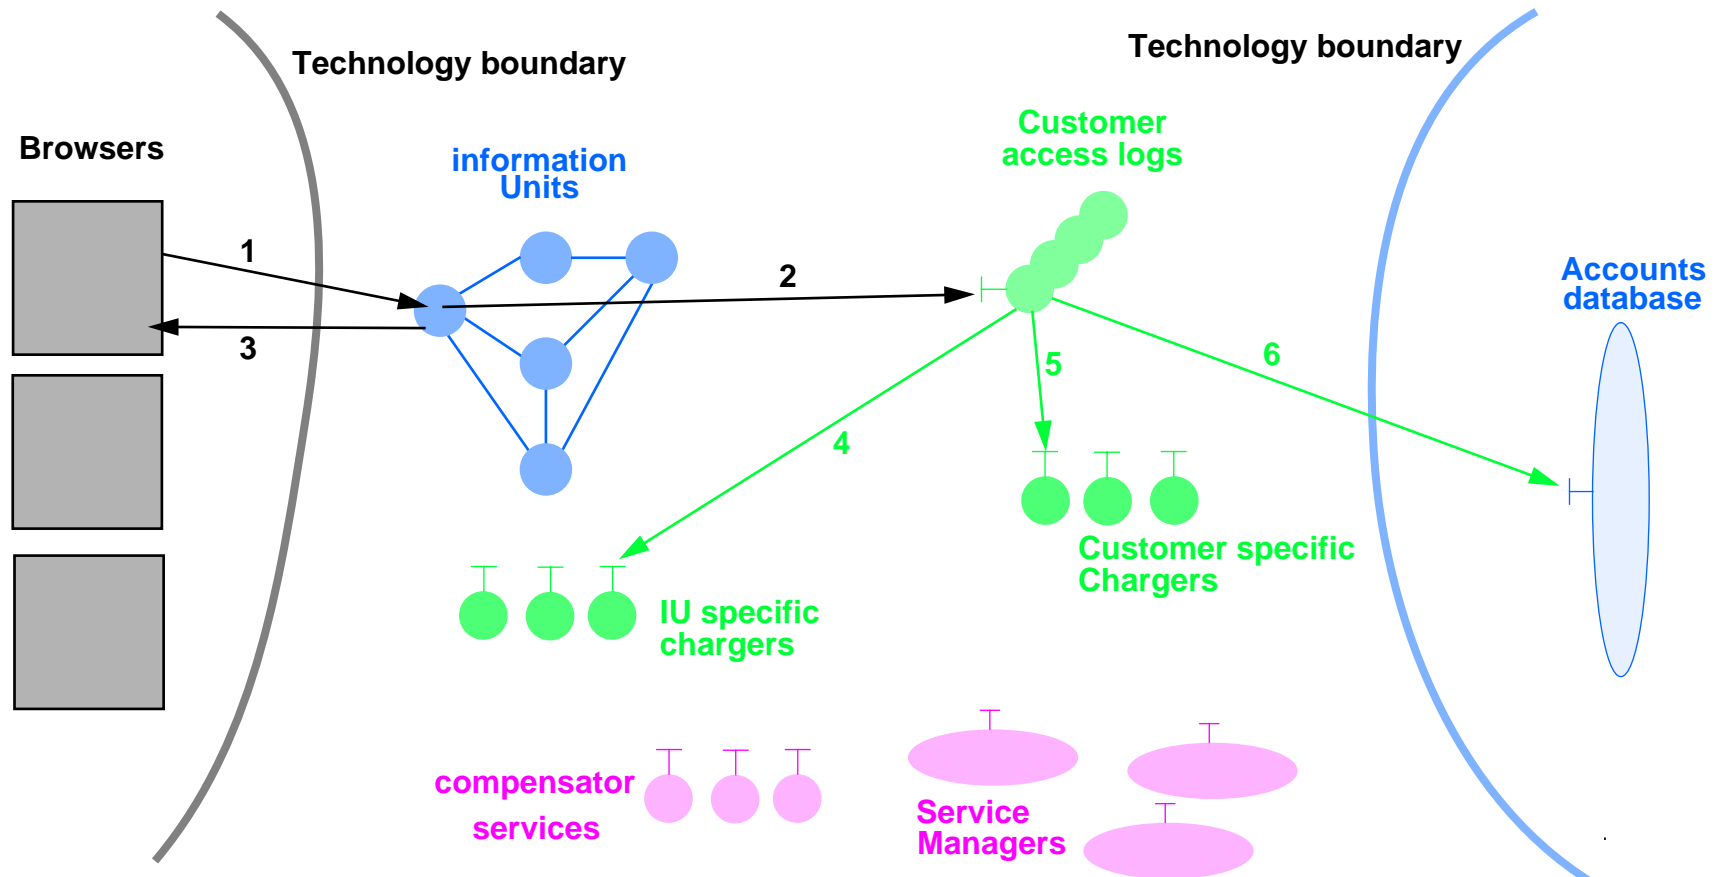 Technology boundary
Technology boundary
Browsers
information
Units
Customer
access logs
Accounts
database
1
2
3
4
5
6
Customer specific
Chargers
IU specific
chargers
compensator
services
Service
Managers